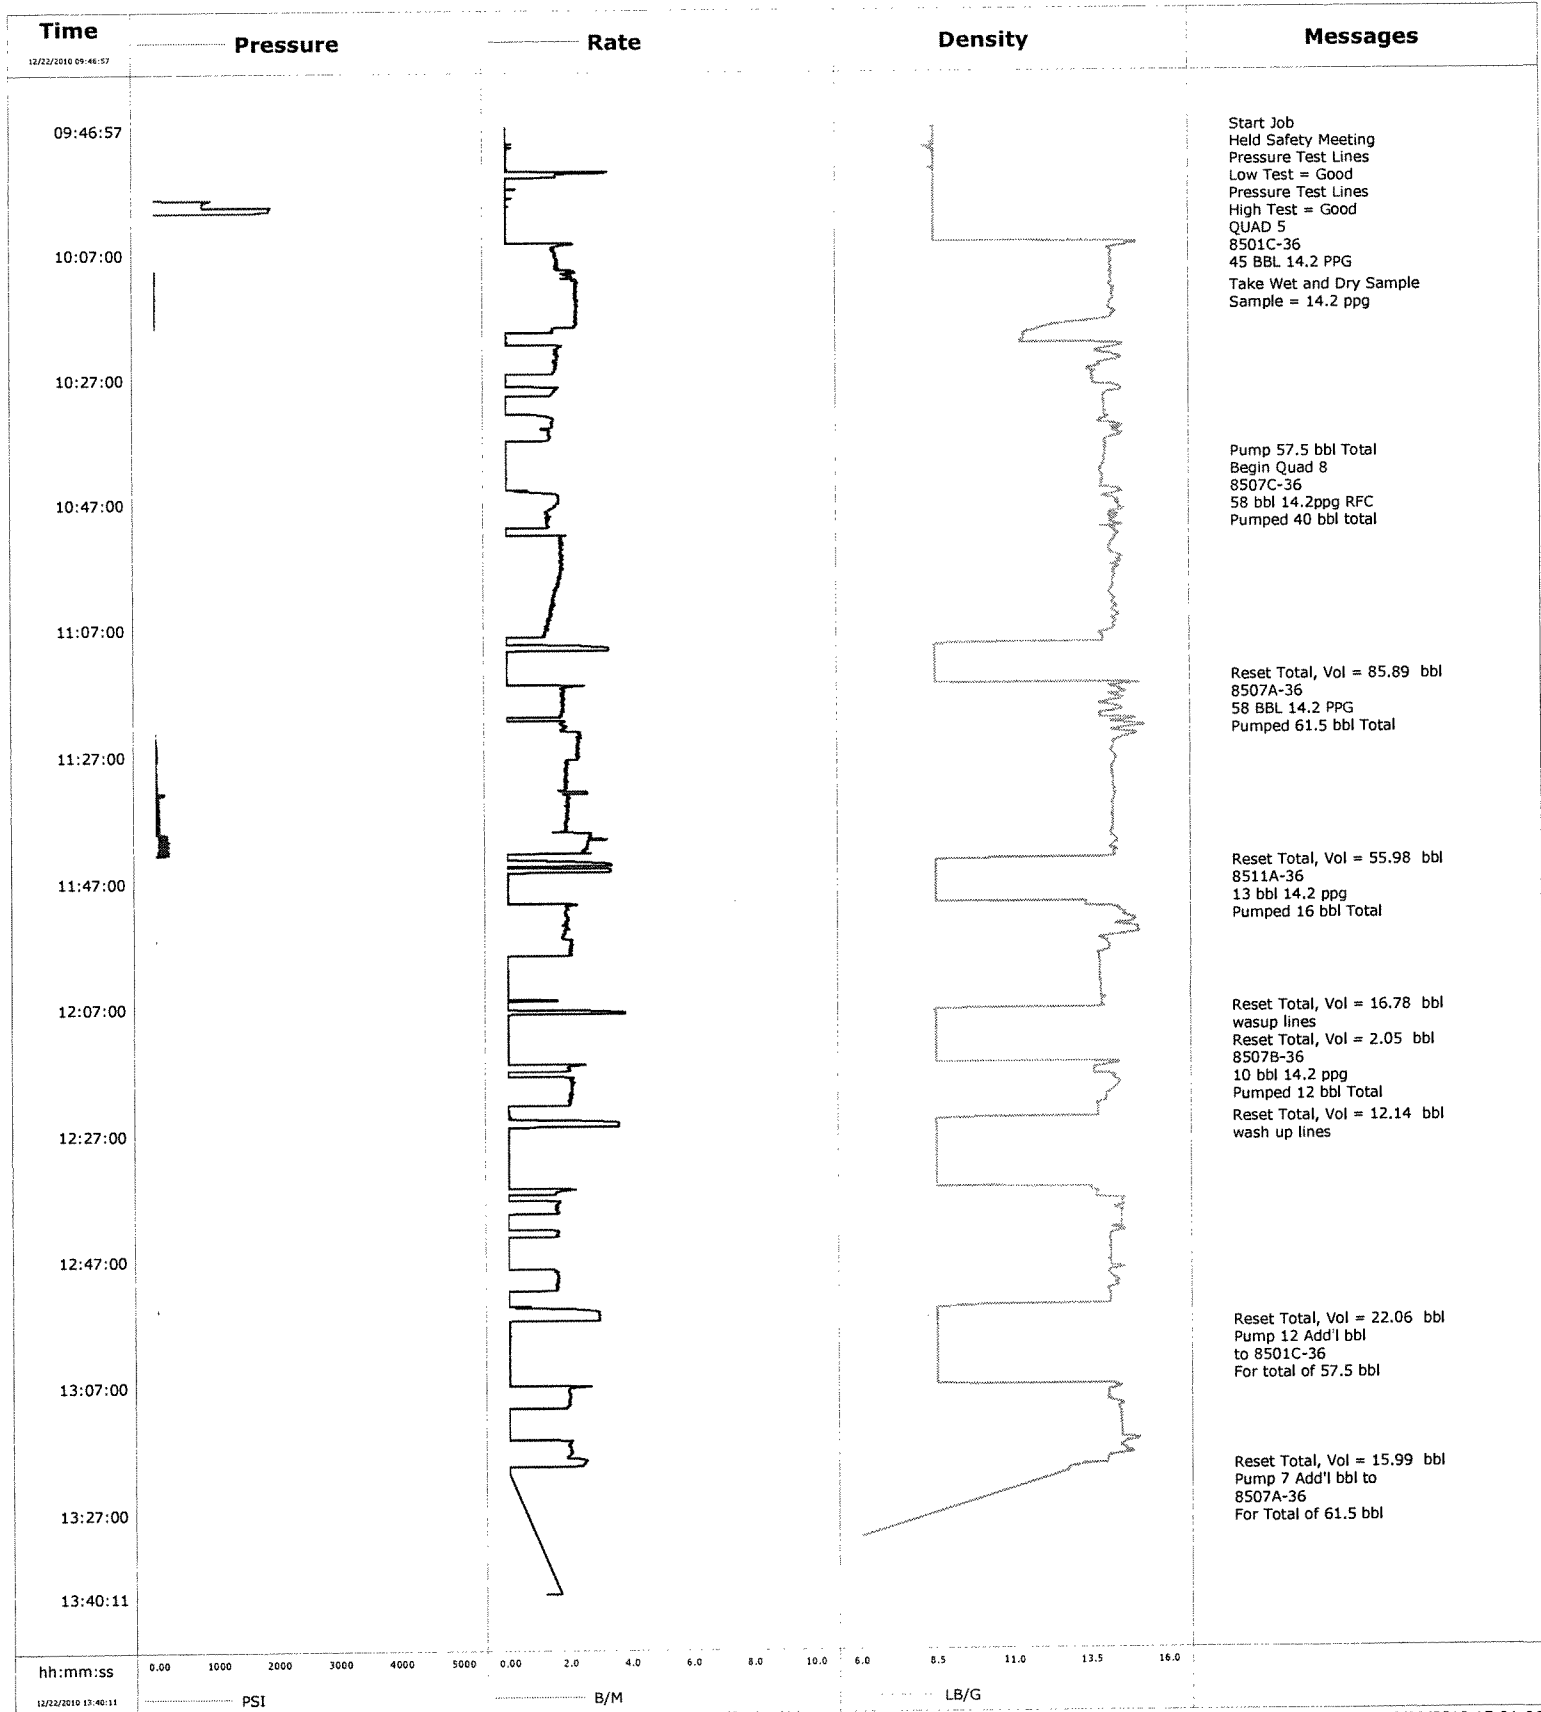 Time
12/22/2010 09:46:57
Pressure
Rate
Density
Messages
09:46:57
10:07:00
10:27:00
10:47:00
11:07:00
11:27:00
11:47:00
12:07:00
12:27:00
12:47:00
13:07:00
13:27:00
13:40:11
Start Job
Held Safety Meeting
Pressure Test Lines
Low Test = Good
Pressure Test Lines
High Test = Good
QUAD 5
8501C-36
45 BBL 14.2 PPG
Take Wet and Dry Sample
Sample = 14.2 ppg
Pump 57.5 bbl Total
Begin Quad 8
8507C-36
58 bbl 14.2ppg RFC
Pumped 40 bbl total
Reset Total, Vol = 85.89 bbl
8507A-36
58 BBL 14.2 PPG
Pumped 61.5 bbl Total
Reset Total, Vol = 55.98 bbl
8511A-36
13 bbl 14.2 ppg
Pumped 16 bbl Total
Reset Total, Vol = 16.78 bbl
wasup lines
Reset Total, Vol = 2.05 bbl
8507B-36
10 bbl 14.2 ppg
Pumped 12 bbl Total
Reset Total, Vol = 12.14 bbl
wash up lines
Reset Total, Vol = 22.06 bbl
Pump 12 Add'l bbl
to 8501C-36
For total of 57.5 bbl
Reset Total, Vol = 15.99 bbl
Pump 7 Add'l bbl to
8507A-36
For Total of 61.5 bbl
hh:mm:ss
0.00 1000 2000 3000 4000 5000
0.00 2.0 4.0 6.0 8.0 10.0
6.0 8.5 11.0 13.5 16.0
12/22/2010 13:40:11
PSI
B/M
LB/G